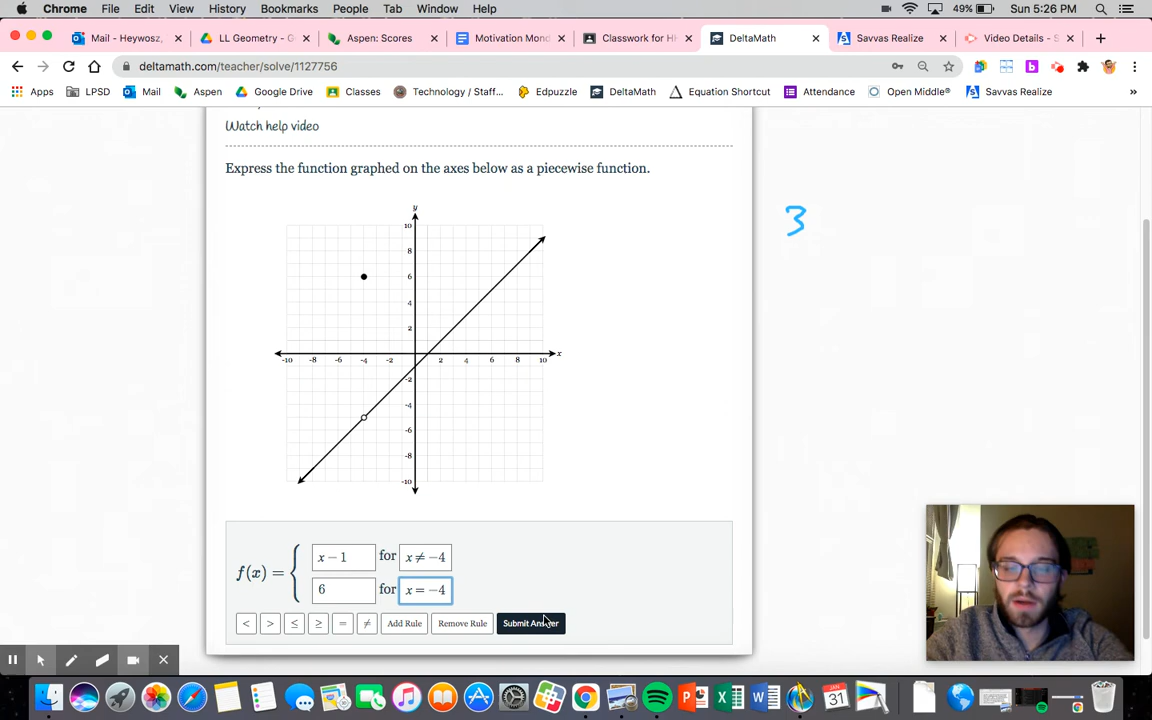 Chrome File Edit View History Bookmarks People Tab Window Help 49% Sun 5:26 PM
Mail - Heywosz, LL Geometry - G Aspen: Scores Motivation Mond Classwork for H DeltaMath Savvas Realize Video Details - S
deltamath.com/teacher/solve/1127756
Apps LPSD Mail Aspen Google Drive Classes Technology / Staff... Edpuzzle DeltaMath Equation Shortcut Attendance Open Middle® Savvas Realize »
Watch help video
Express the function graphed on the axes below as a piecewise function.
3
y
10
8
6
4
2
-10 -8 -6 -4 -2 2 4 6 8 10 x
-2
-4
-6
-8
-10
f(x) = { x − 1 for x ≠ −4
6 for x = −4
< > ≤ ≥ = ≠ Add Rule Remove Rule Submit Answer
JAN 31